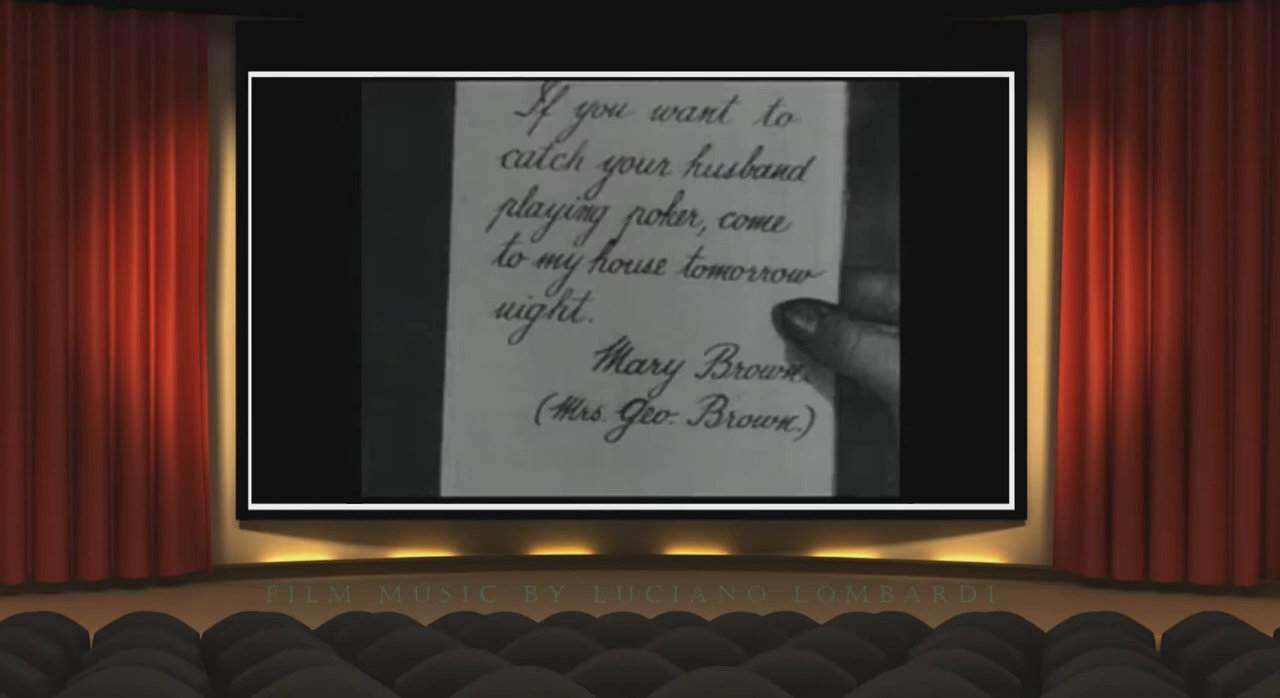 If you want to
catch your husband
playing poker, come
to my house tomorrow
night.
Mary Brown.
(Mrs. Geo. Brown.)
FILM MUSIC BY LUCIANO LOMBARDI